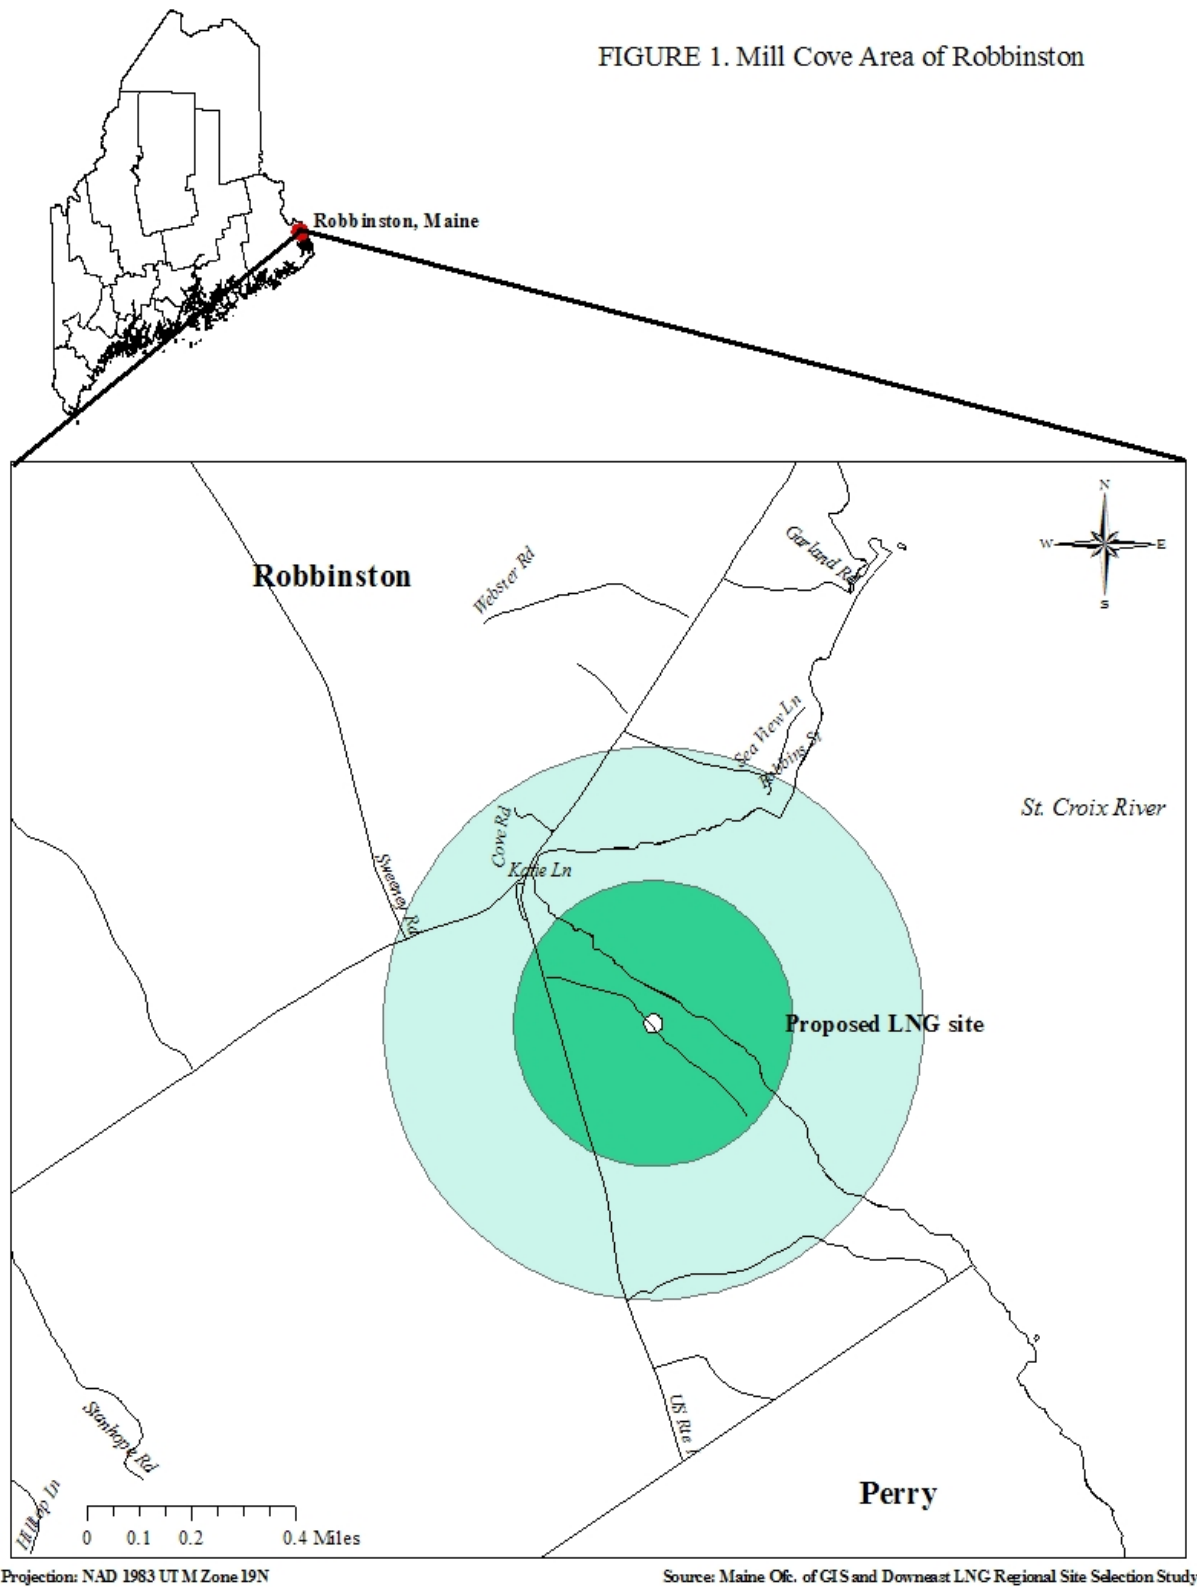 FIGURE 1. Mill Cove Area of Robbinston
Robbinston, Maine
N
W
E
S
Robbinston
Webster Rd
Garland Rd
Sea View Ln
Robbins St
St. Croix River
Cove Rd
Katie Ln
Sweeney Rd
Proposed LNG site
US Rte 1
Stanhope Rd
Hilltop Ln
Perry
0 0.1 0.2 0.4 Miles
Projection: NAD 1983 UTM Zone 19N
Source: Maine Ofc. of GIS and Downeast LNG Regional Site Selection Study